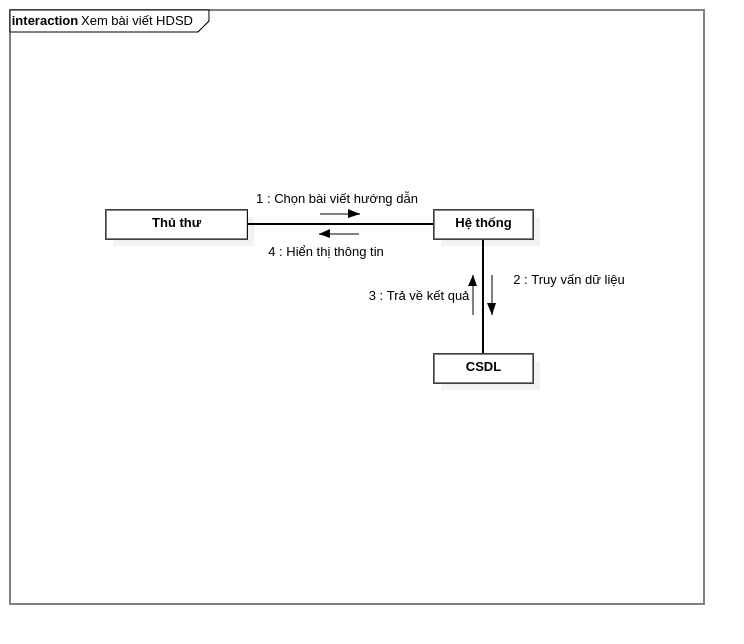 interaction Xem bài viết HDSD
1 : Chọn bài viết hướng dẫn
Thủ thư
Hệ thống
4 : Hiển thị thông tin
2 : Truy vấn dữ liệu
3 : Trả về kết quả
CSDL